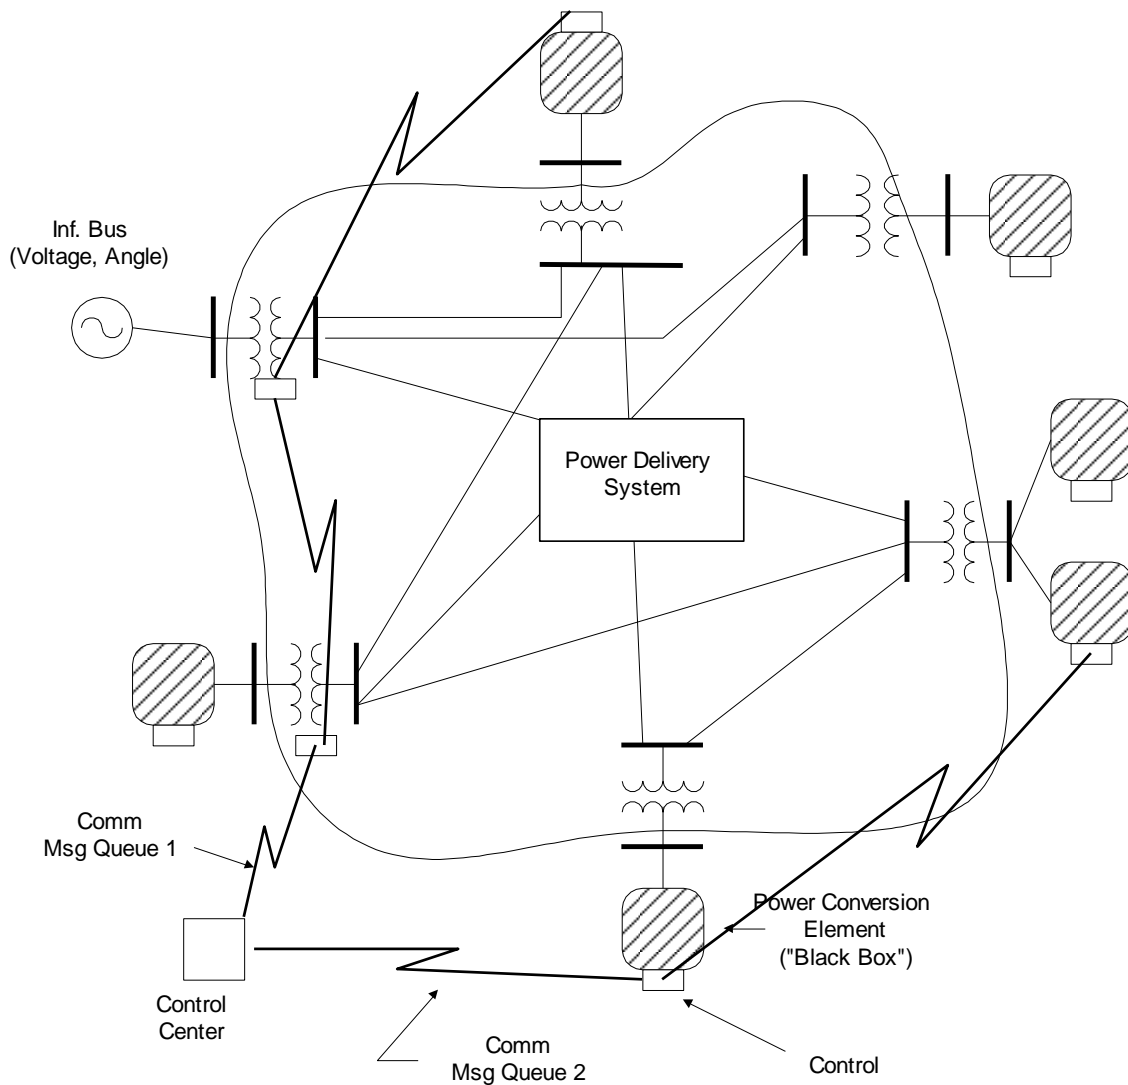 Inf. Bus
(Voltage, Angle)
Power Delivery
System
Comm
Msg Queue 1
Power Conversion
Element
("Black Box")
Control
Center
Comm
Msg Queue 2
Control